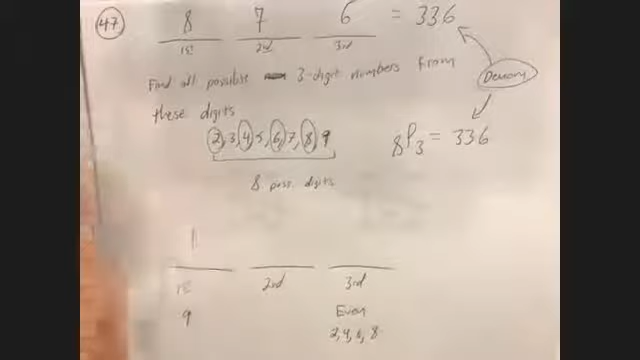 47.
8 7 6 = 336
1st 2nd 3rd
Find all possible 3-digit numbers from
these digits
2, 3, 4, 5, 6, 7, 8, 9
8 poss. digits
8P3 = 336
1
1st 2nd 3rd
9 Even
2, 4, 6, 8